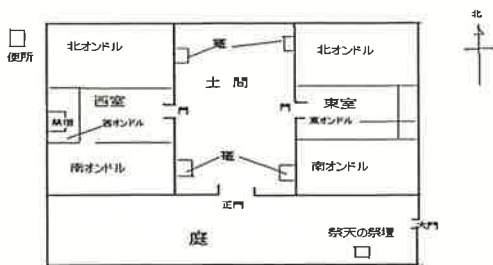 北
便所
北オンドル
竈
北オンドル
土間
西室
門
門
東室
祭壇
西オンドル
東オンドル
南オンドル
竈
南オンドル
正門
庭
大門
祭天の祭壇